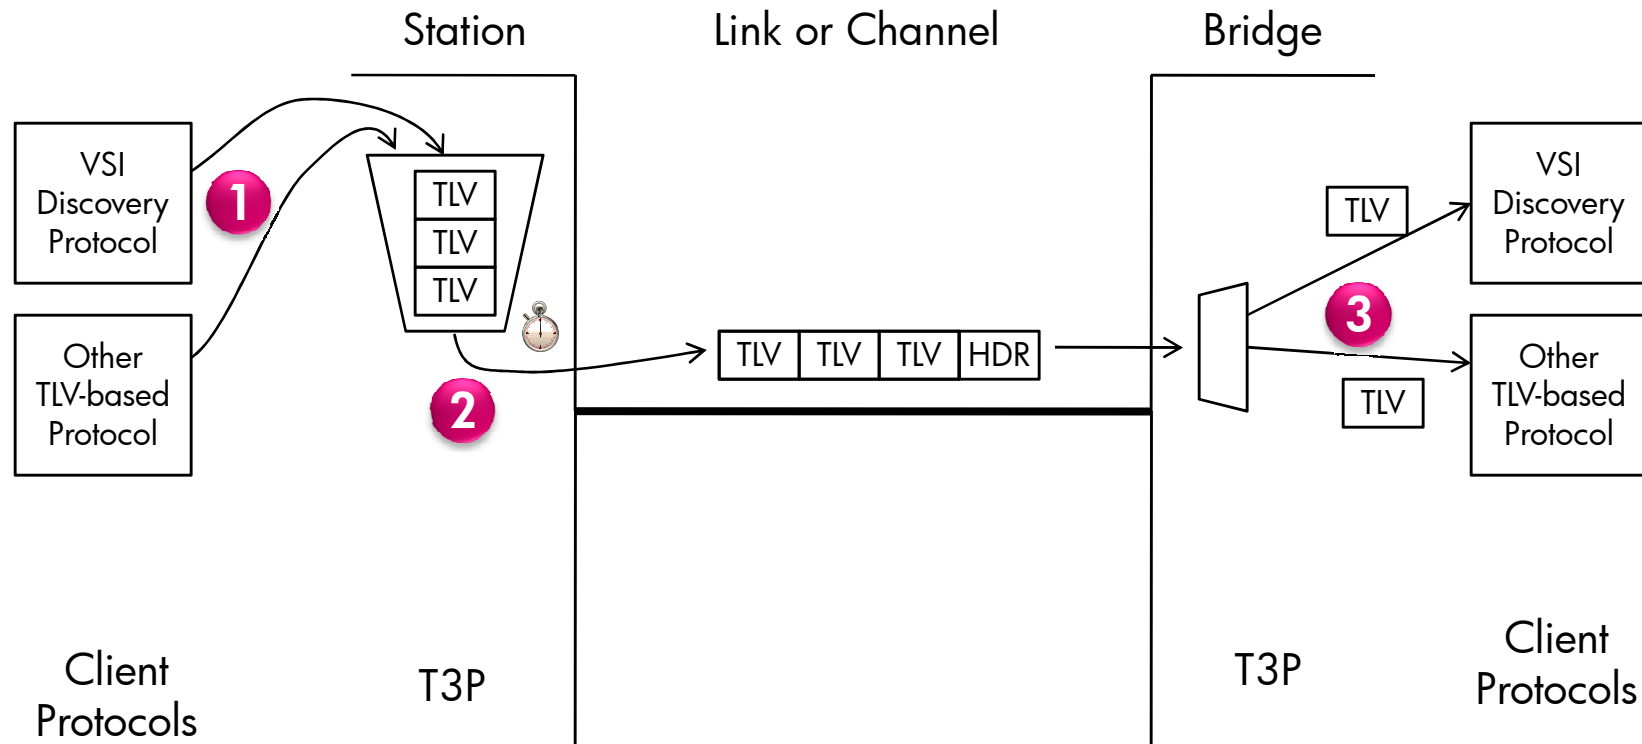 Station
Link or Channel
Bridge
VSI
Discovery
Protocol
1
TLV
TLV
TLV
Other
TLV-based
Protocol
2
TLV TLV TLV HDR
TLV
3
TLV
VSI
Discovery
Protocol
Other
TLV-based
Protocol
Client
Protocols
T3P
T3P
Client
Protocols